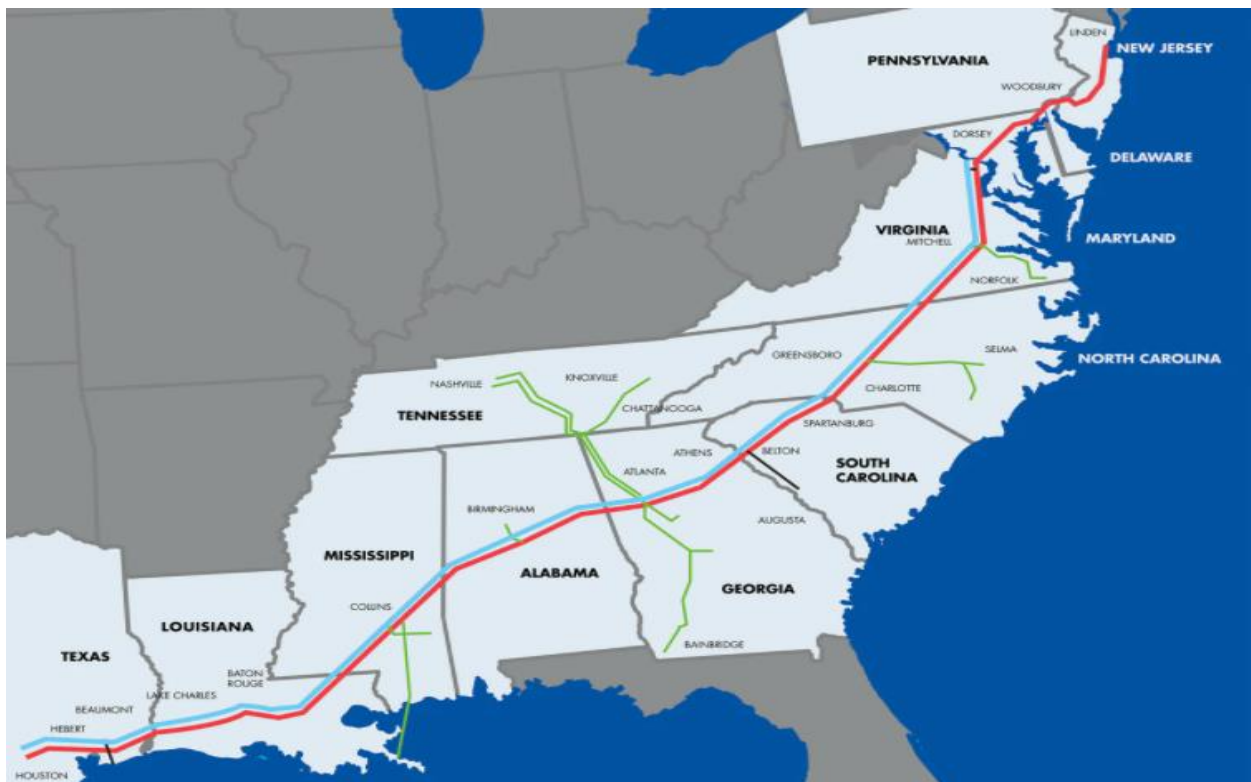 LINDEN
NEW JERSEY
PENNSYLVANIA
WOODBURY
DORSEY
DELAWARE
VIRGINIA
MITCHELL
MARYLAND
NORFOLK
GREENSBORO
SELMA
NORTH CAROLINA
NASHVILLE
KNOXVILLE
CHARLOTTE
TENNESSEE
CHATTANOOGA
SPARTANBURG
ATHENS
BELTON
SOUTH
CAROLINA
ATLANTA
BIRMINGHAM
AUGUSTA
MISSISSIPPI
ALABAMA
GEORGIA
COLLINS
LOUISIANA
BAINBRIDGE
TEXAS
BATON
ROUGE
LAKE CHARLES
BEAUMONT
HEBERT
HOUSTON